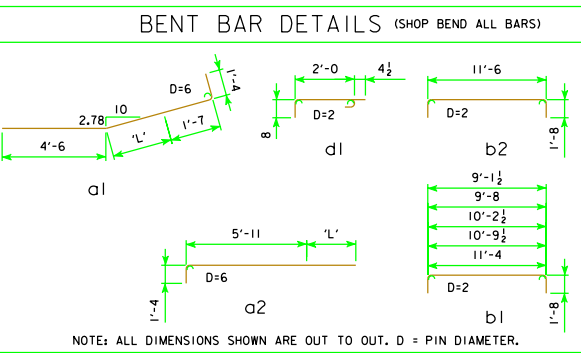 BENT BAR DETAILS (SHOP BEND ALL BARS)
1'-4
D=6
10
2.78
'L'
1'-7
4'-6
a1
2'-0
4½
8
D=2
d1
11'-6
D=2
1'-8
b2
5'-11
'L'
1'-4
D=6
a2
9'-1½
9'-8
10'-2½
10'-9½
11'-4
D=2
1'-8
b1
NOTE: ALL DIMENSIONS SHOWN ARE OUT TO OUT. D = PIN DIAMETER.